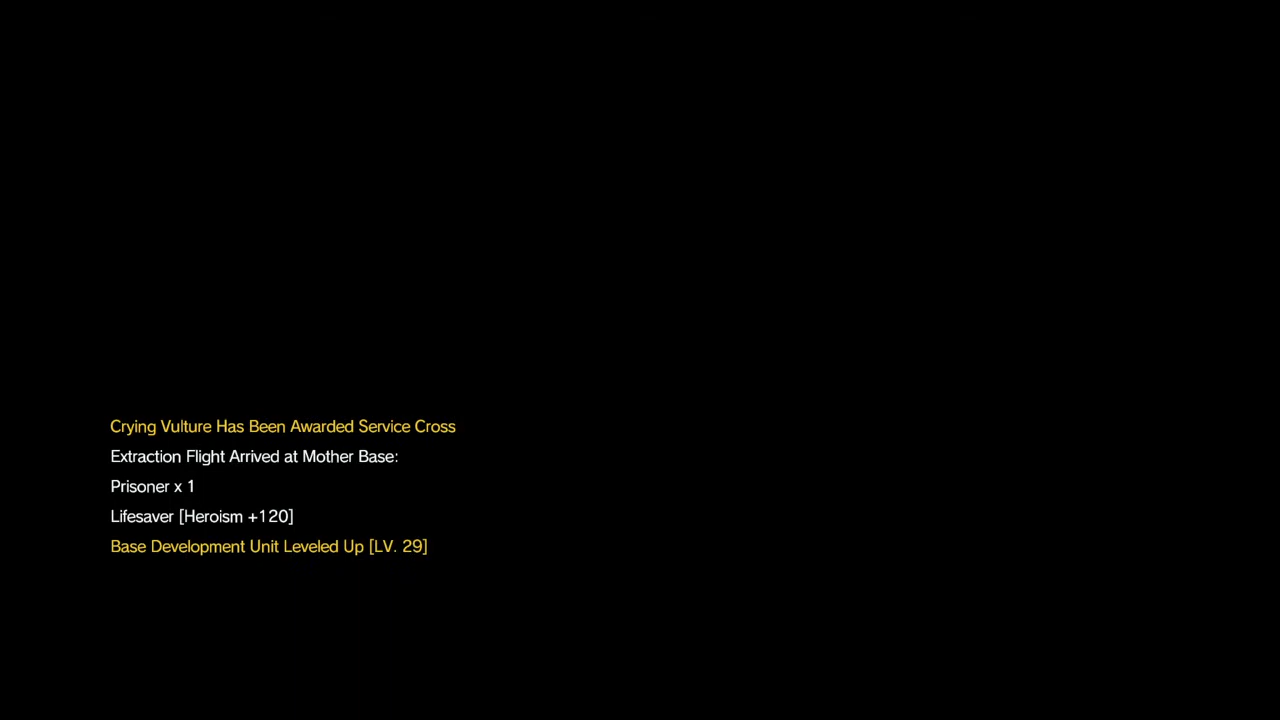 Crying Vulture Has Been Awarded Service Cross
Extraction Flight Arrived at Mother Base:
Prisoner x 1
Lifesaver [Heroism +120]
Base Development Unit Leveled Up [LV. 29]